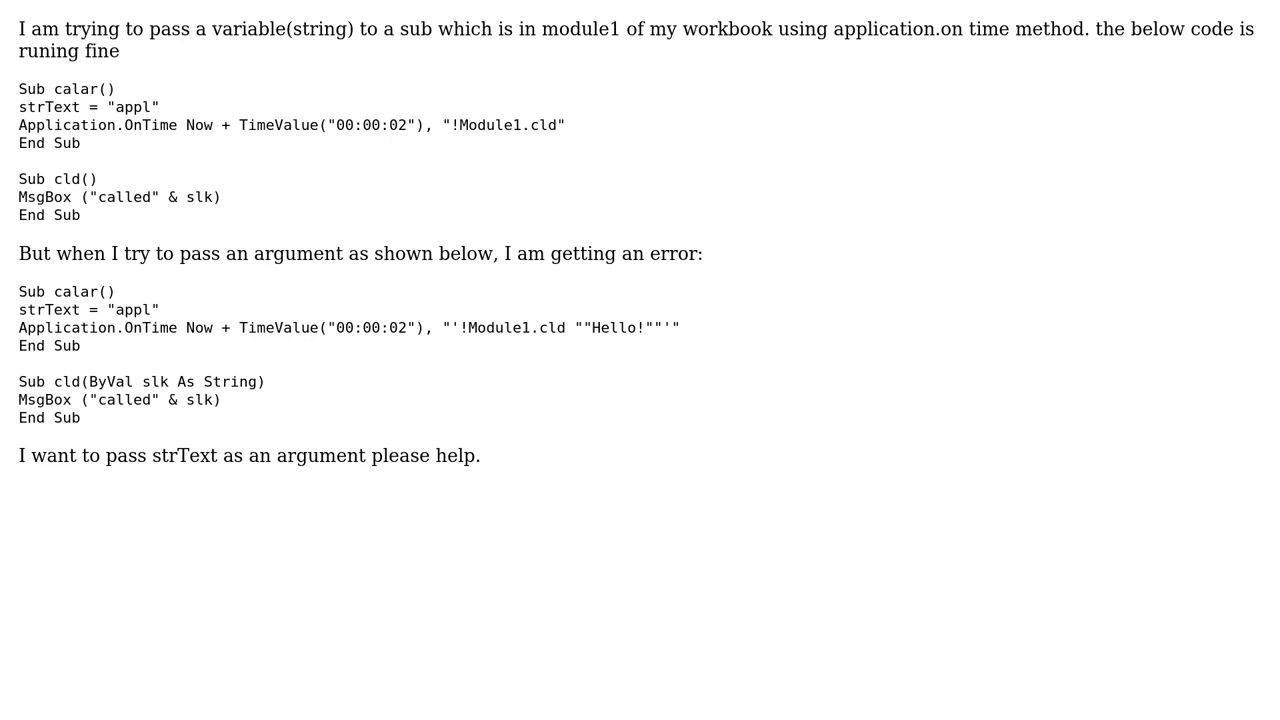 I am trying to pass a variable(string) to a sub which is in module1 of my workbook using application.on time method. the below code is
runing fine
Sub calar()
strText = "appl"
Application.OnTime Now + TimeValue("00:00:02"), "!Module1.cld"
End Sub
Sub cld()
MsgBox ("called" & slk)
End Sub
But when I try to pass an argument as shown below, I am getting an error:
Sub calar()
strText = "appl"
Application.OnTime Now + TimeValue("00:00:02"), "'!Module1.cld ""Hello!""'"
End Sub
Sub cld(ByVal slk As String)
MsgBox ("called" & slk)
End Sub
I want to pass strText as an argument please help.